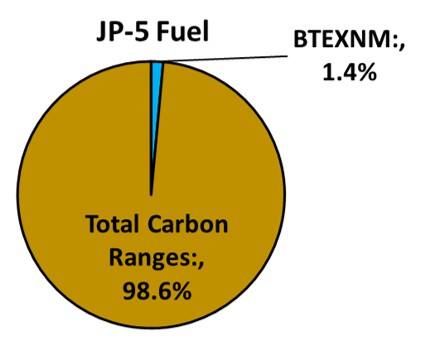 JP-5 Fuel
BTEXNM:,
1.4%
Total Carbon
Ranges:,
98.6%